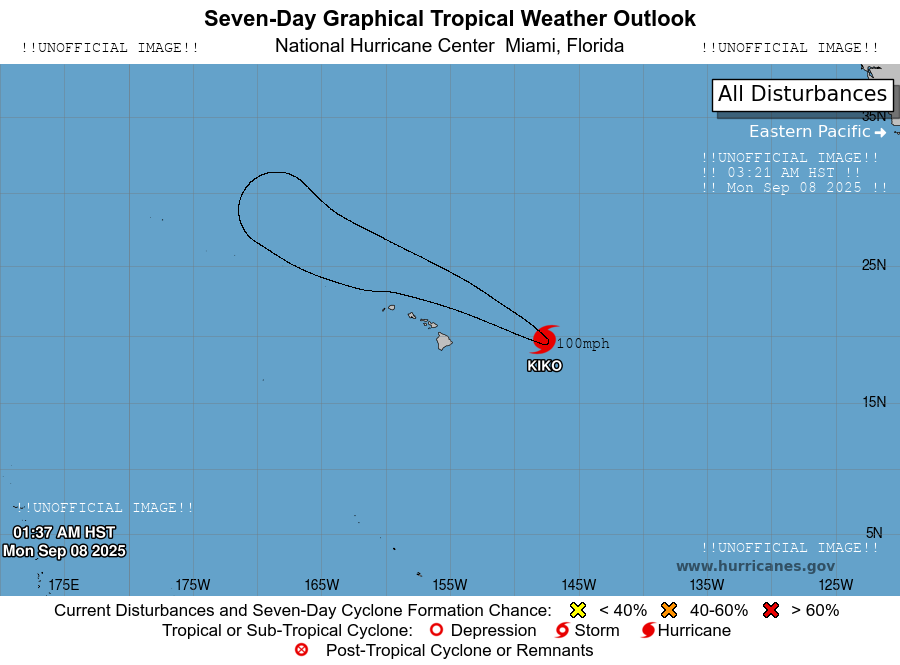 Seven-Day Graphical Tropical Weather Outlook
!!UNOFFICIAL IMAGE!!
National Hurricane Center Miami, Florida
!!UNOFFICIAL IMAGE!!
All Disturbances
35N
Eastern Pacific
!!UNOFFICIAL IMAGE!!
!! 03:21 AM HST !!
!! Mon Sep 08 2025 !!
25N
100mph
KIKO
15N
!!UNOFFICIAL IMAGE!!
01:37 AM HST
Mon Sep 08 2025
5N
!!UNOFFICIAL IMAGE!!
www.hurricanes.gov
175E 175W 165W 155W 145W 135W 125W
Current Disturbances and Seven-Day Cyclone Formation Chance: < 40% 40-60% > 60%
Tropical or Sub-Tropical Cyclone: Depression Storm Hurricane
Post-Tropical Cyclone or Remnants